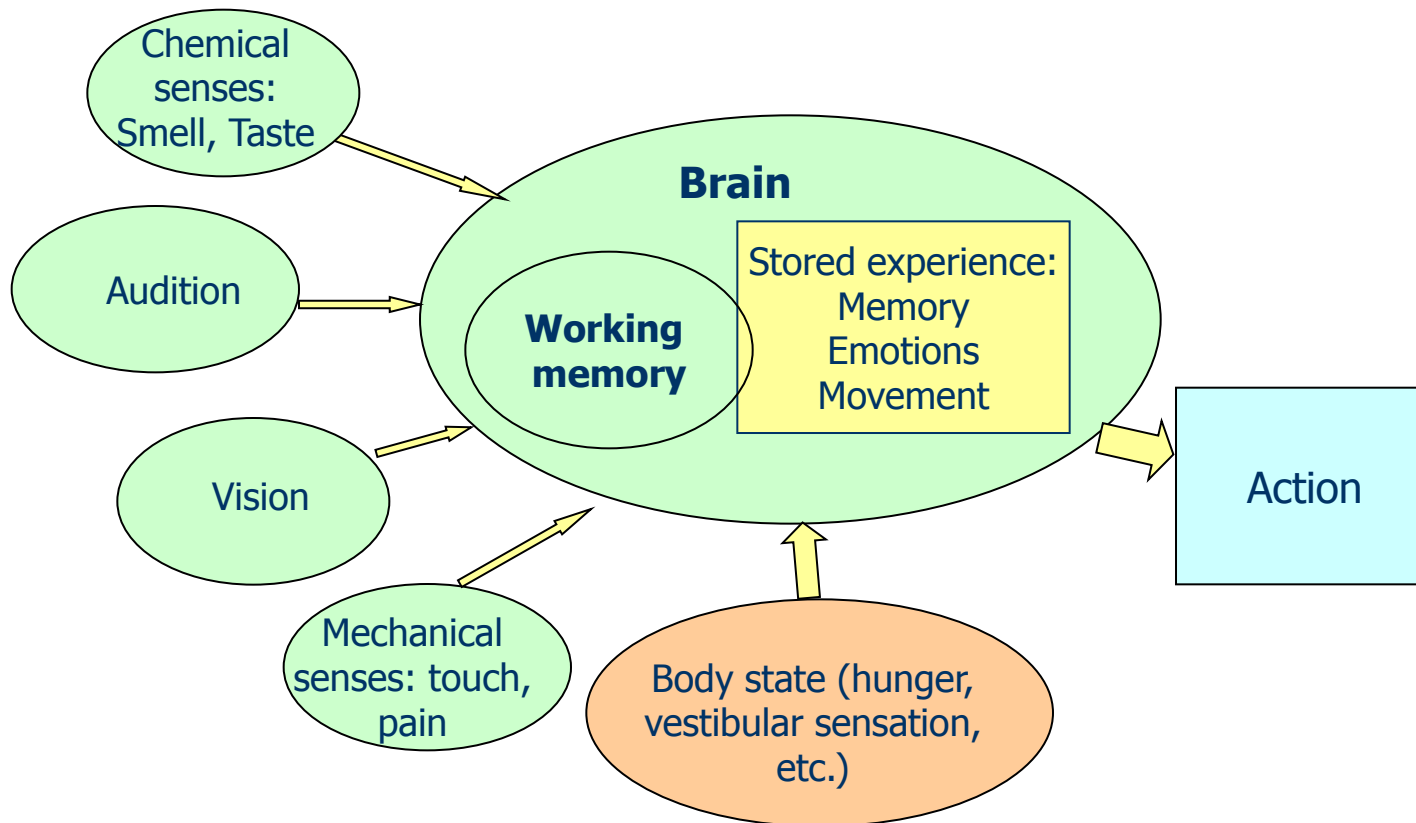 Chemical
senses:
Smell, Taste
Brain
Stored experience:
Memory
Emotions
Movement
Audition
Working
memory
Vision
Action
Mechanical
senses: touch,
pain
Body state (hunger,
vestibular sensation,
etc.)